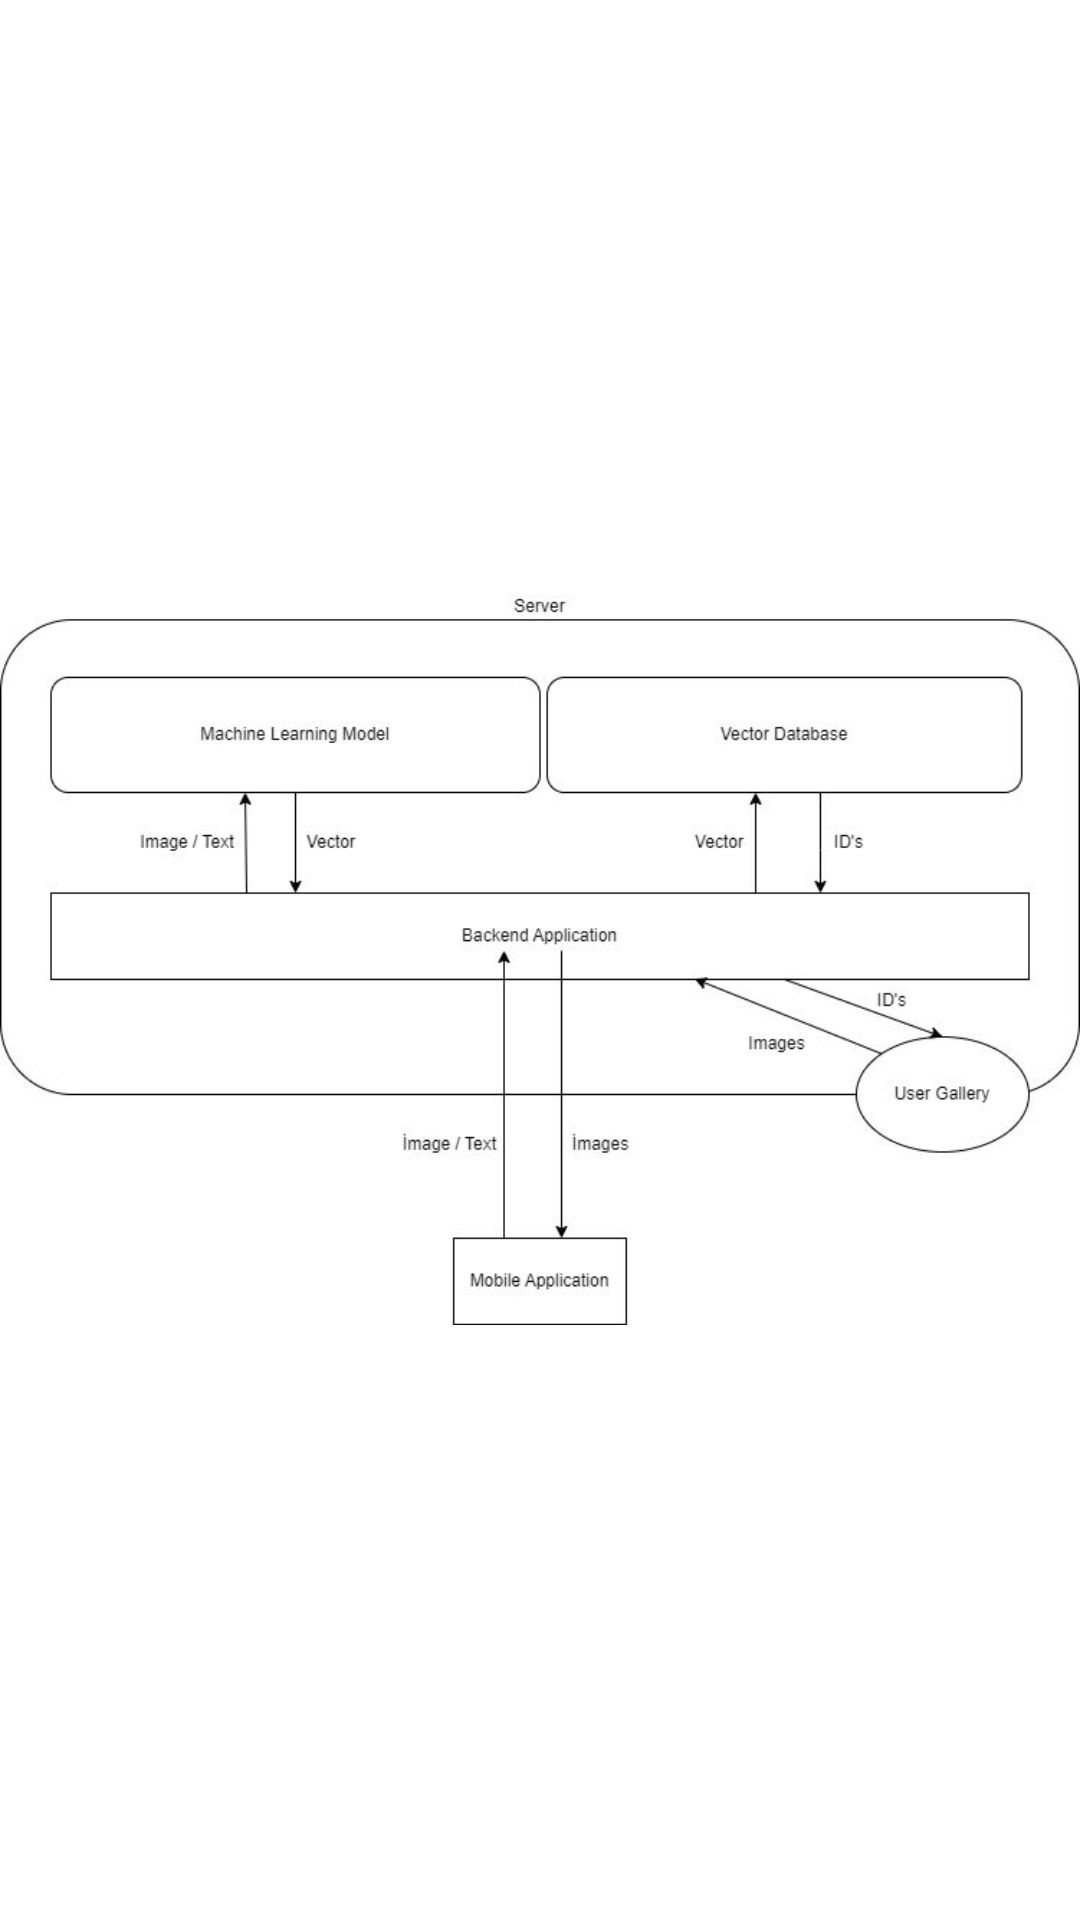 Server
Machine Learning Model
Vector Database
Image / Text
Vector
Vector
ID's
Backend Application
ID's
Images
User Gallery
İmage / Text
İmages
Mobile Application